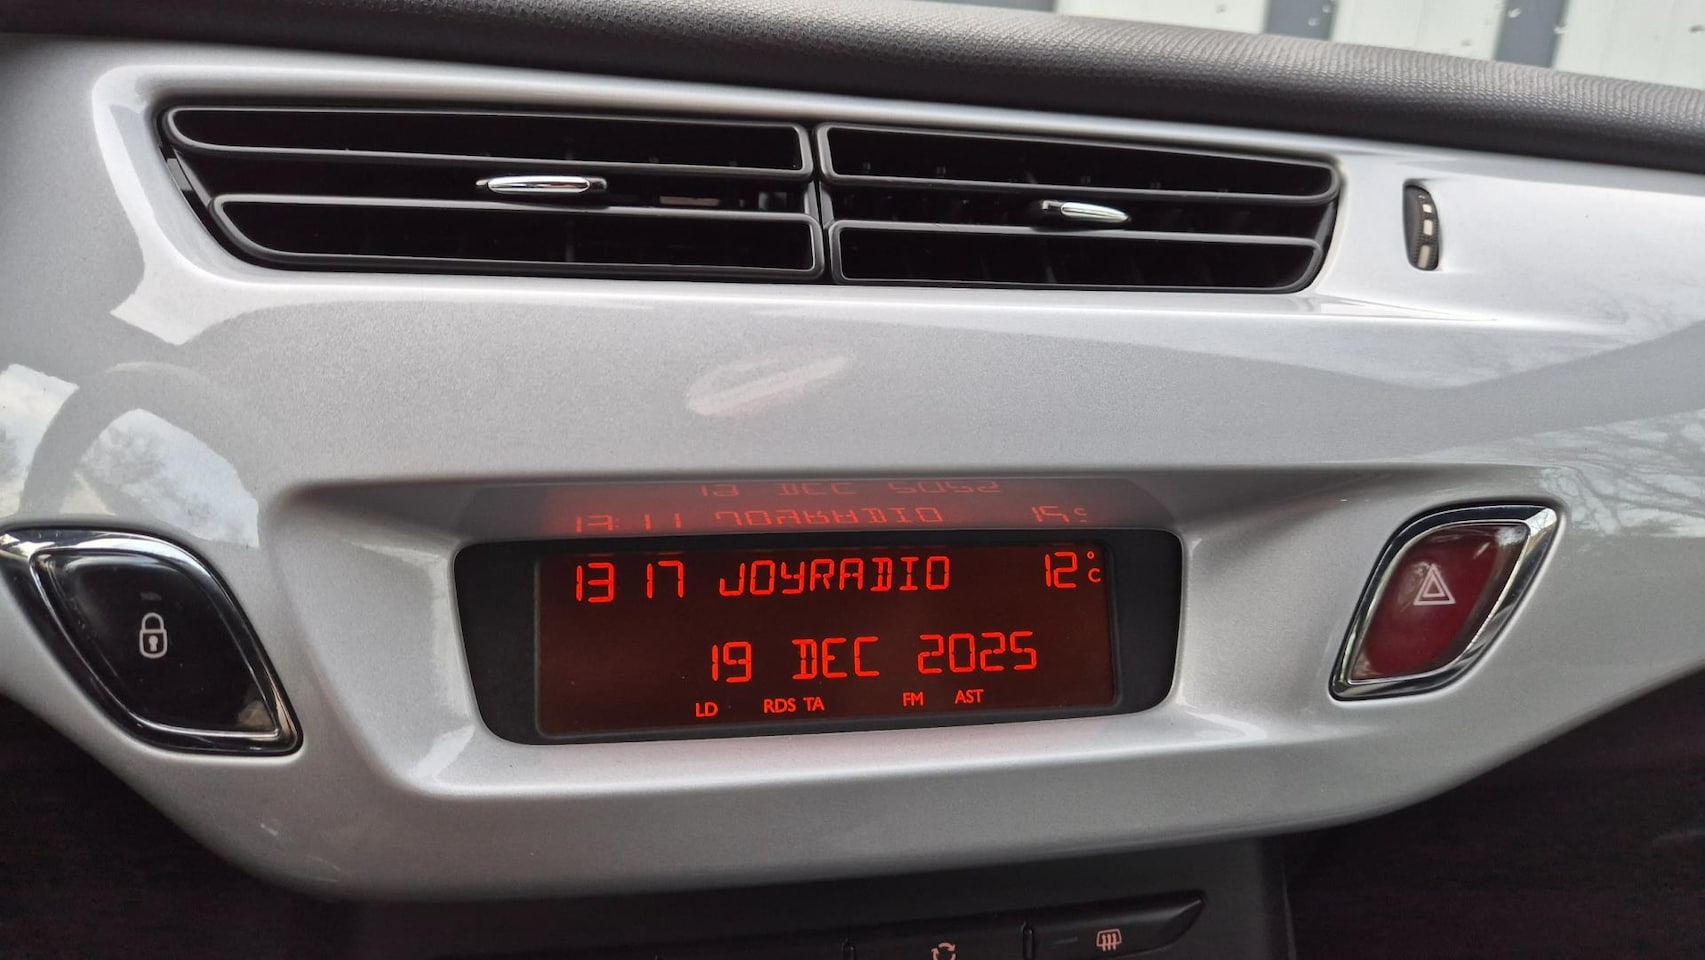 13 17 JOYRADIO 12°C
19 DEC 2025
LD RDS TA FM AST